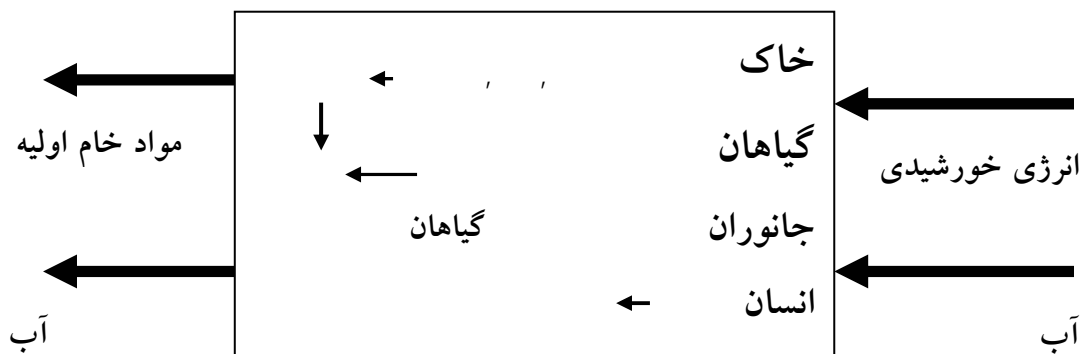 خاک
مواد خام اولیه
گیاهان
انرژی خورشیدی
گیاهان
جانوران
انسان
آب
آب